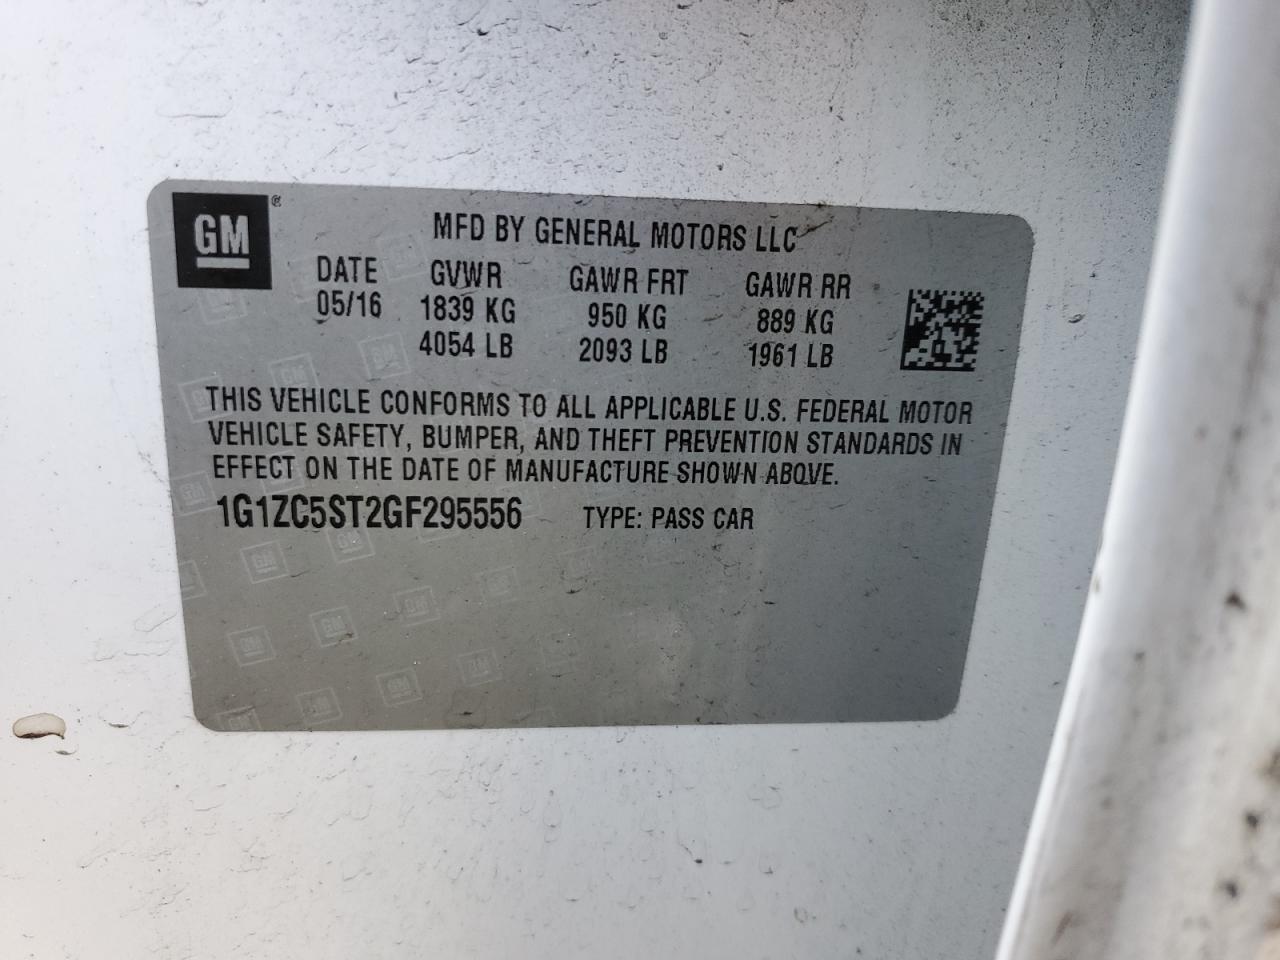 GM
MFD BY GENERAL MOTORS LLC
DATE GVWR GAWR FRT GAWR RR
05/16 1839 KG 950 KG 889 KG
4054 LB 2093 LB 1961 LB
THIS VEHICLE CONFORMS TO ALL APPLICABLE U.S. FEDERAL MOTOR
VEHICLE SAFETY, BUMPER, AND THEFT PREVENTION STANDARDS IN
EFFECT ON THE DATE OF MANUFACTURE SHOWN ABOVE.
1G1ZC5ST2GF295556 TYPE: PASS CAR